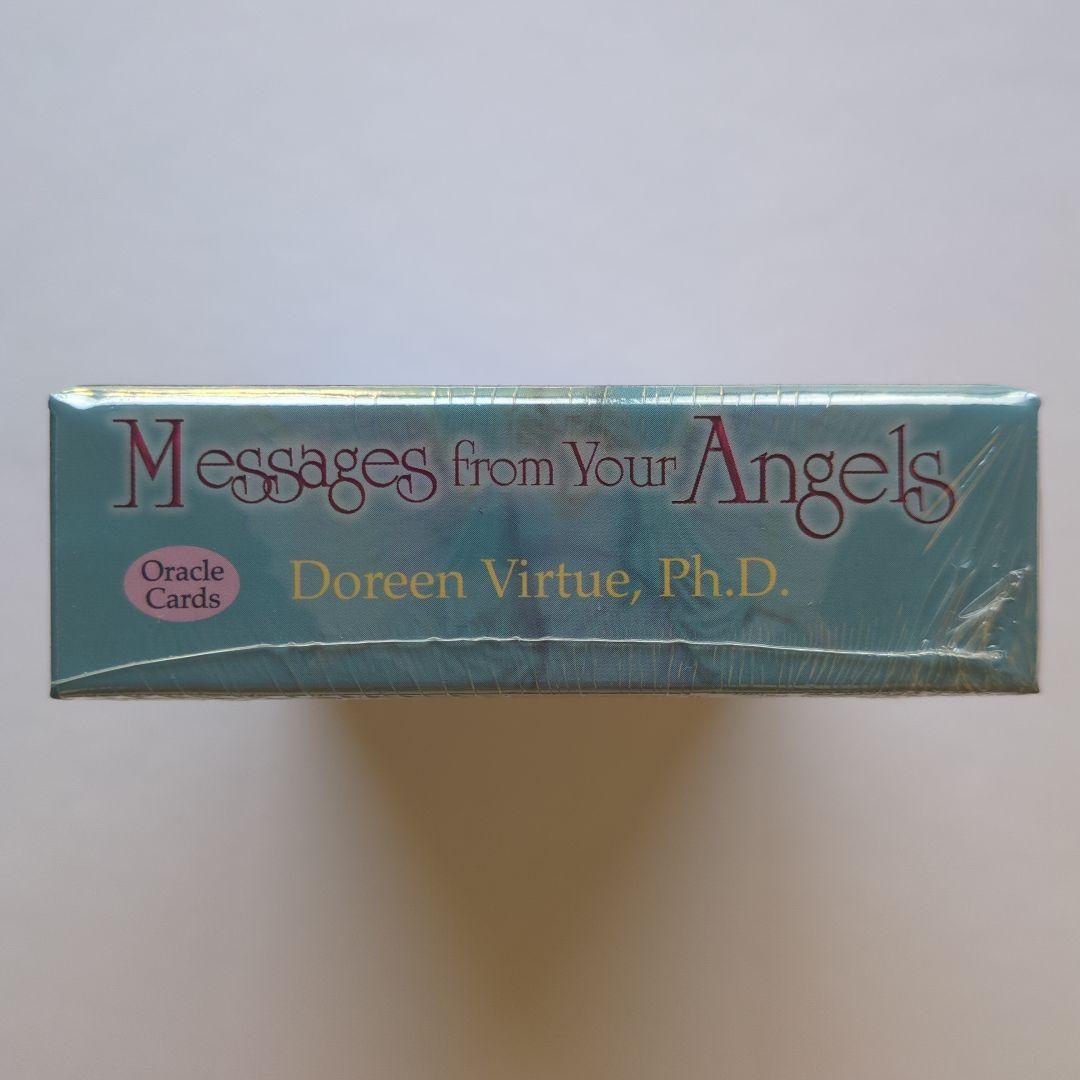 Messages from Your Angels
Oracle
Cards
Doreen Virtue, Ph.D.